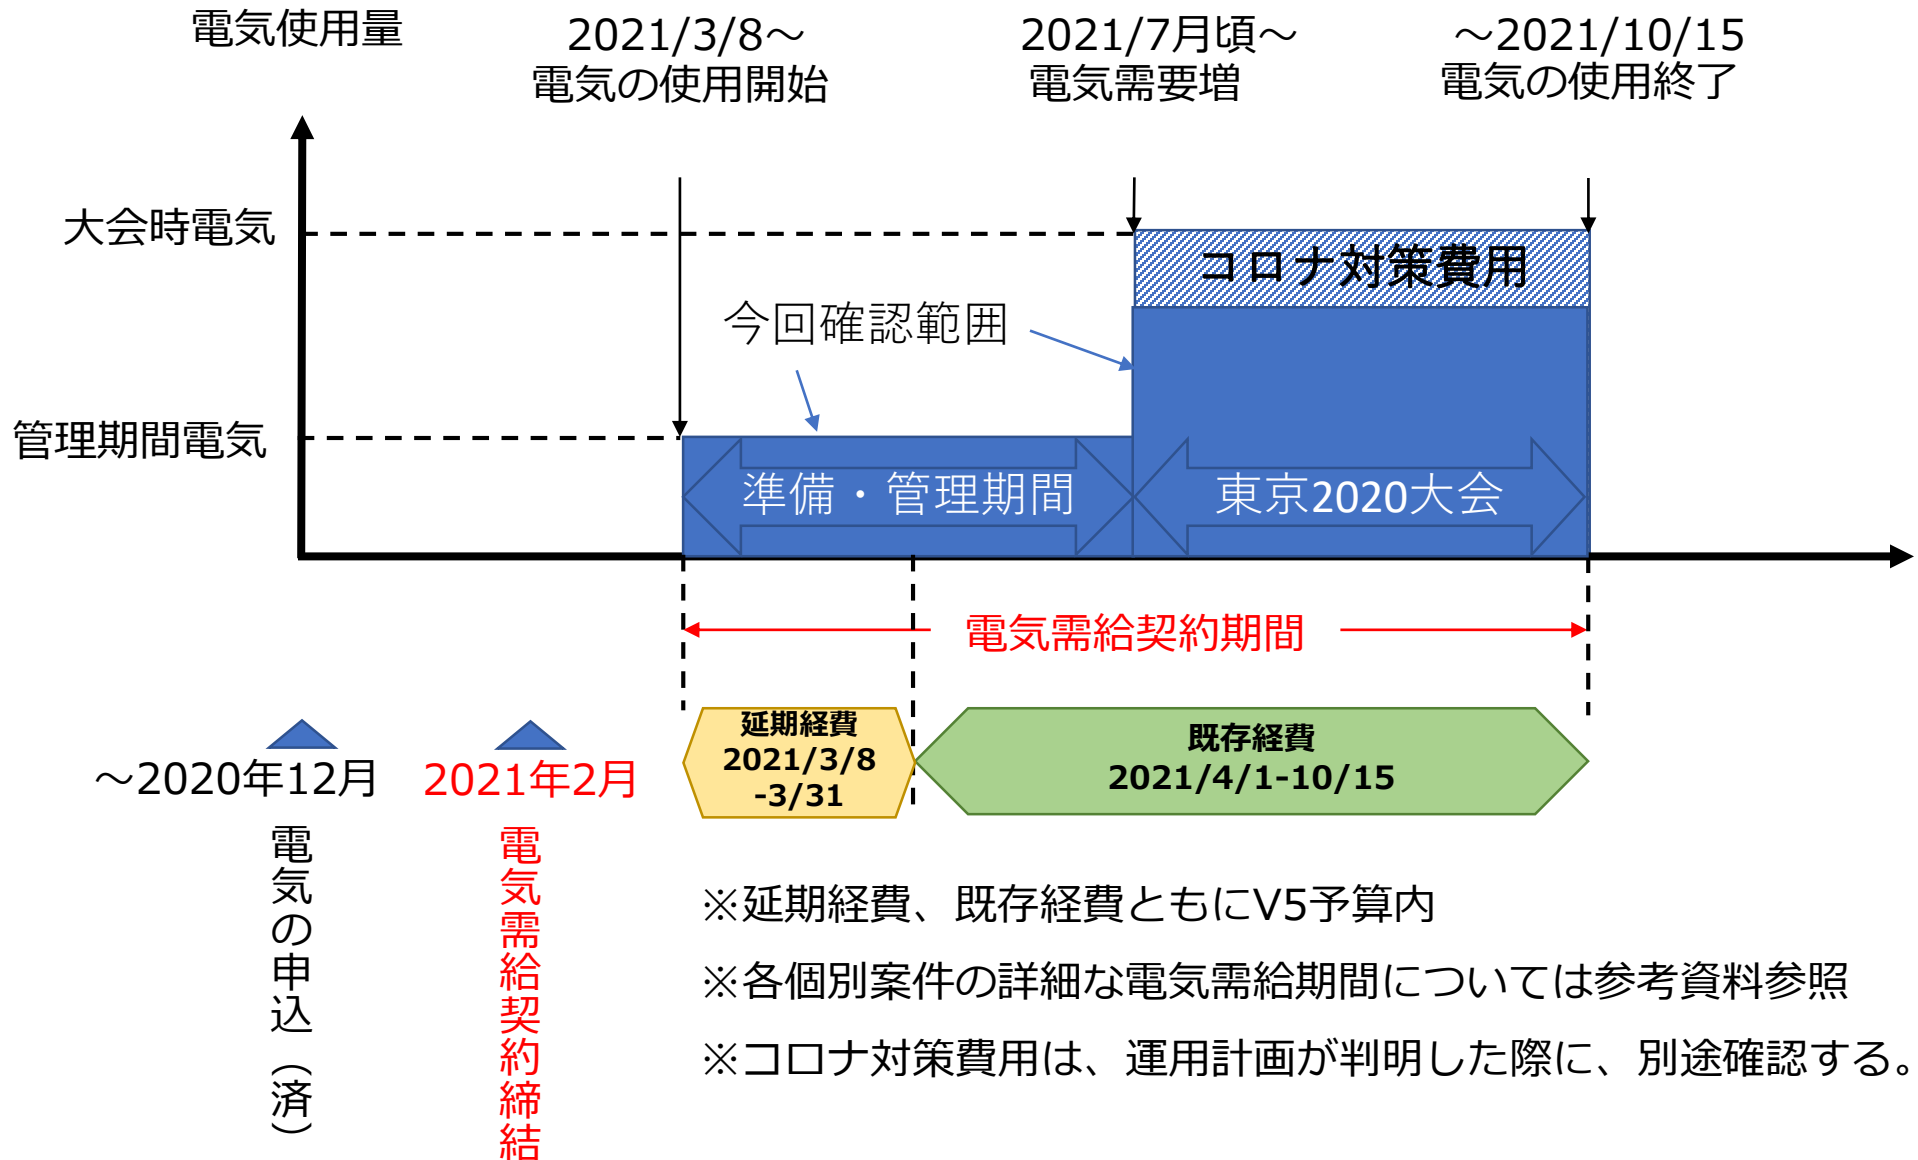 電気使用量
2021/3/8～
電気の使用開始
2021/7月頃～
電気需要増
～2021/10/15
電気の使用終了
大会時電気
コロナ対策費用
今回確認範囲
管理期間電気
準備・管理期間
東京2020大会
電気需給契約期間
延期経費
2021/3/8
-3/31
既存経費
2021/4/1-10/15
～2020年12月
電気の申込（済）
2021年2月
電気需給契約締結
※延期経費、既存経費ともにV5予算内
※各個別案件の詳細な電気需給期間については参考資料参照
※コロナ対策費用は、運用計画が判明した際に、別途確認する。